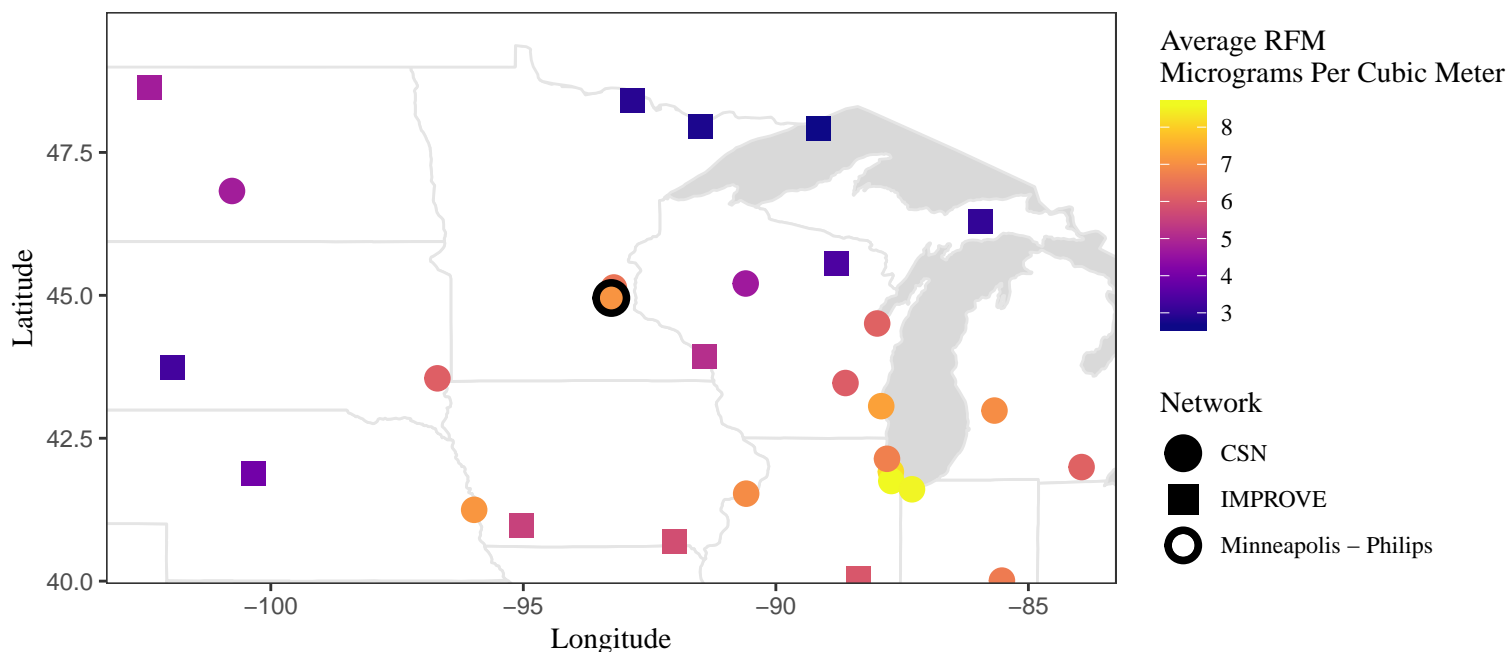 Average RFM
Micrograms Per Cubic Meter
8
7
6
5
4
3
Network
CSN
IMPROVE
Minneapolis – Philips
Latitude
47.5
45.0
42.5
40.0
−100
−95
−90
−85
Longitude